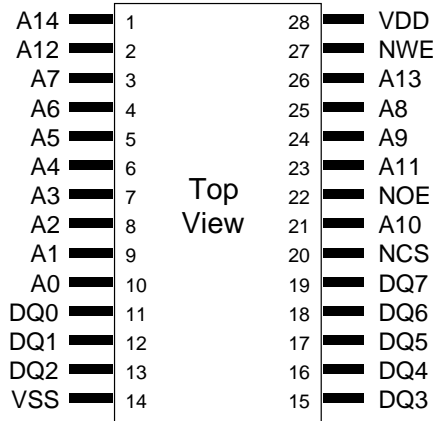 A14 1 28 VDD
A12 2 27 NWE
A7 3 26 A13
A6 4 25 A8
A5 5 24 A9
A4 6 23 A11
A3 7 Top 22 NOE
A2 8 View 21 A10
A1 9 20 NCS
A0 10 19 DQ7
DQ0 11 18 DQ6
DQ1 12 17 DQ5
DQ2 13 16 DQ4
VSS 14 15 DQ3